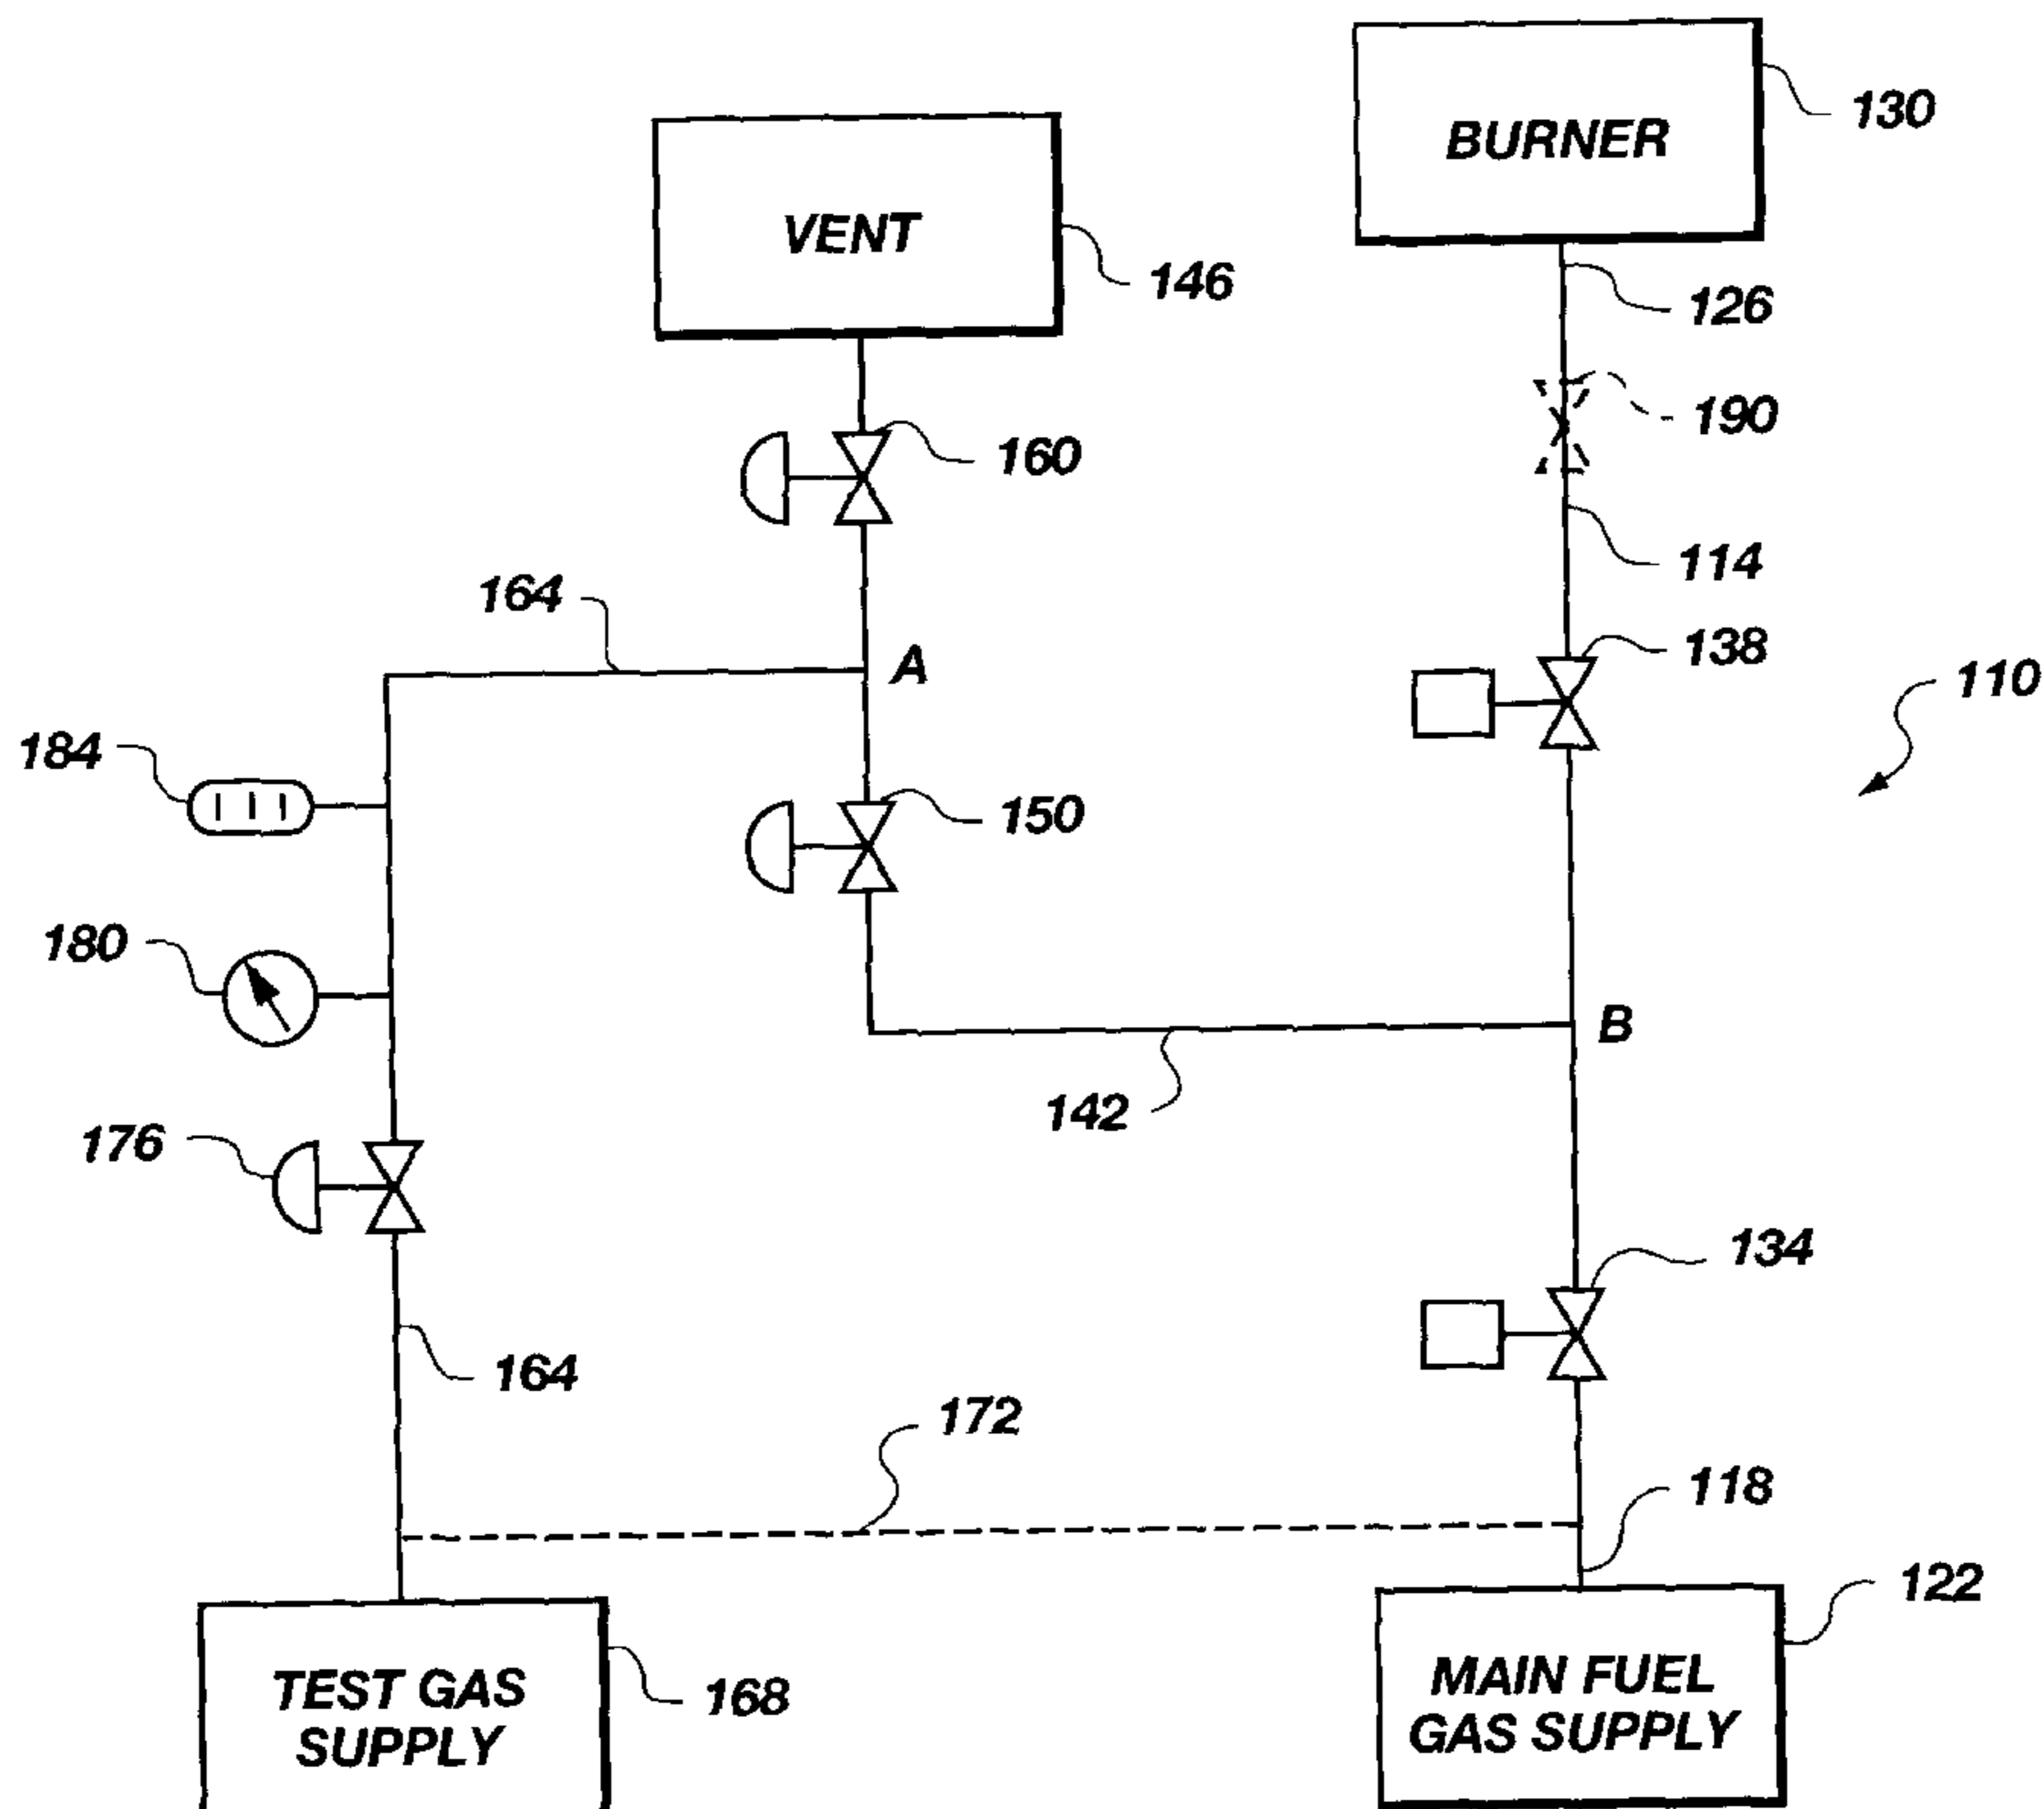 BURNER
130
VENT
146
126
190
160
114
164
A
138
110
184
150
180
B
142
176
134
164
172
118
122
TEST GAS
SUPPLY
168
MAIN FUEL
GAS SUPPLY